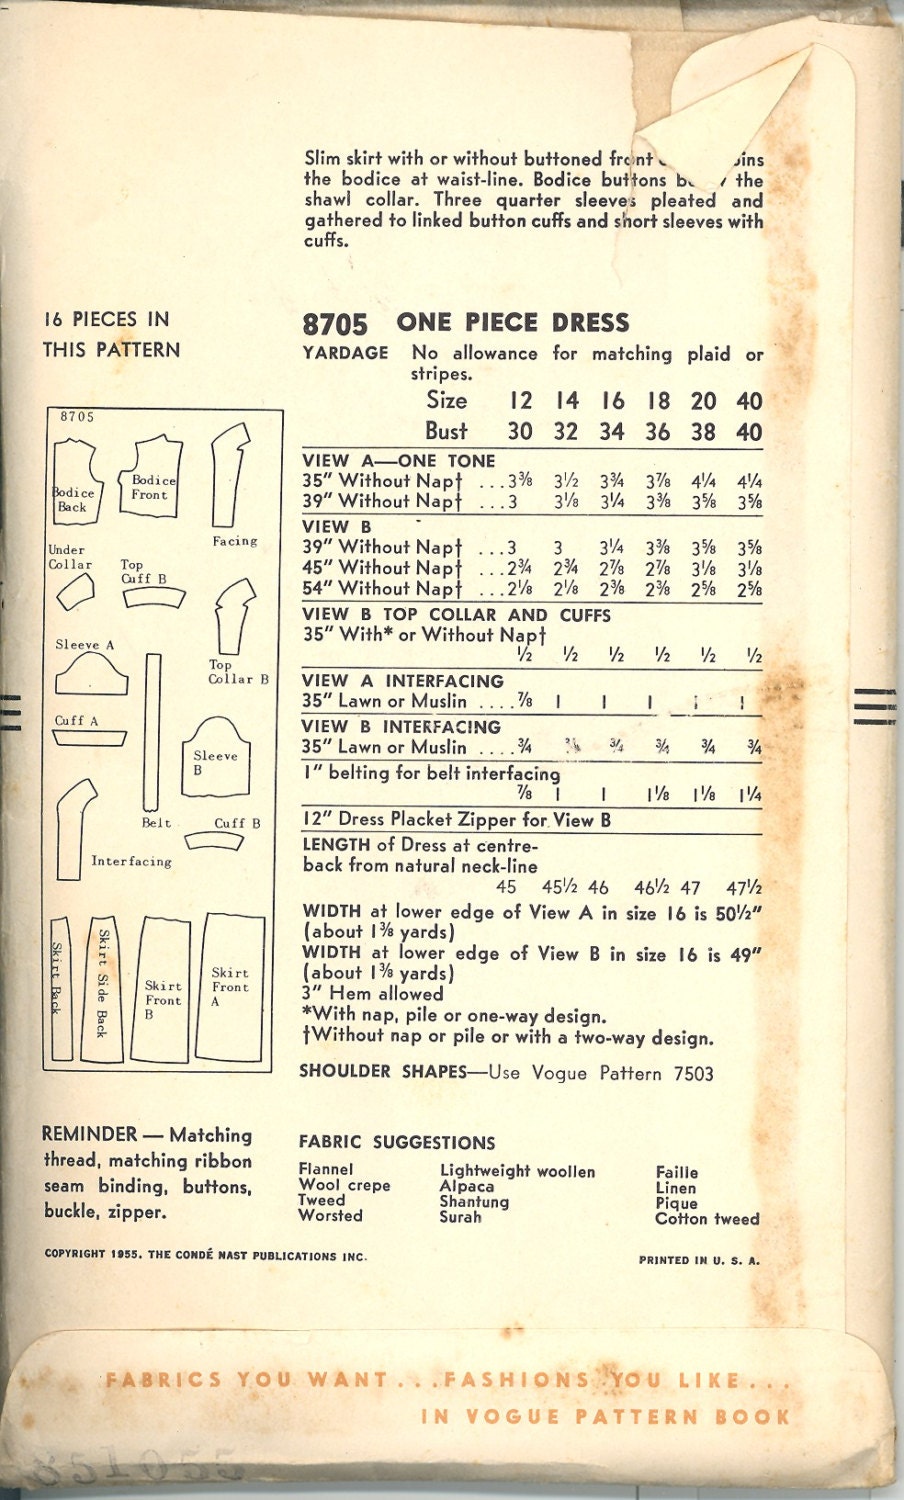 Slim skirt with or without buttoned front
the bodice at waist-line. Bodice buttons the
shawl collar. Three quarter sleeves pleated and
gathered to linked button cuffs and short sleeves with
cuffs.
16 PIECES IN
THIS PATTERN
8705 ONE PIECE DRESS
YARDAGE No allowance for matching plaid or
stripes.
Size 12 14 16 18 20 40
Bust 30 32 34 36 38 40
VIEW A—ONE TONE
35" Without Nap† ...3⅜ 3½ 3¾ 3⅞ 4¼ 4¼
39" Without Nap† ...3 3⅛ 3¼ 3⅜ 3⅝ 3⅝
VIEW B
39" Without Nap† ...3 3 3¼ 3⅜ 3⅝ 3⅝
45" Without Nap† ...2¾ 2¾ 2⅞ 2⅞ 3⅛ 3⅛
54" Without Nap† ...2⅛ 2⅛ 2⅜ 2⅜ 2⅝ 2⅝
VIEW B TOP COLLAR AND CUFFS
35" With* or Without Nap†
½ ½ ½ ½ ½ ½
VIEW A INTERFACING
35" Lawn or Muslin ....⅞ 1 1 1 1 1
VIEW B INTERFACING
35" Lawn or Muslin ....¾ ¾ ¾ ¾ ¾
1" belting for belt interfacing
⅞ 1 1 1⅛ 1⅛ 1¼
12" Dress Placket Zipper for View B
LENGTH of Dress at centre-
back from natural neck-line
45 45½ 46 46½ 47 47½
WIDTH at lower edge of View A in size 16 is 50½"
(about 1⅜ yards)
WIDTH at lower edge of View B in size 16 is 49"
(about 1⅜ yards)
3" Hem allowed
*With nap, pile or one-way design.
†Without nap or pile or with a two-way design.
SHOULDER SHAPES—Use Vogue Pattern 7503
8705
Bodice
Back
Bodice
Front
Facing
Under
Collar
Top
Cuff B
Sleeve A
Top
Collar B
Cuff A
Sleeve
B
Belt
Cuff B
Interfacing
Skirt Back
Skirt Side Back
Skirt
Front
B
Skirt
Front
A
REMINDER — Matching
thread, matching ribbon
seam binding, buttons,
buckle, zipper.
FABRIC SUGGESTIONS
Flannel Lightweight woollen Faille
Wool crepe Alpaca Linen
Tweed Shantung Pique
Worsted Surah Cotton tweed
COPYRIGHT 1955, THE CONDÉ NAST PUBLICATIONS INC.
PRINTED IN U. S. A.
FABRICS YOU WANT...FASHIONS YOU LIKE...
IN VOGUE PATTERN BOOK